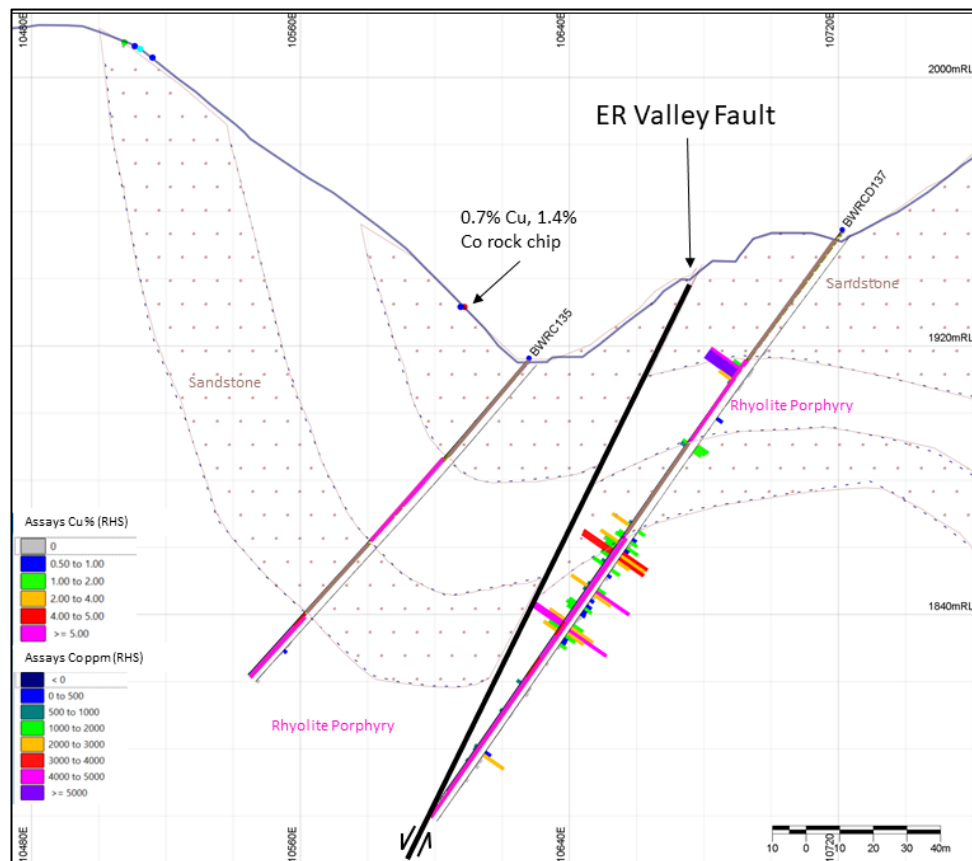 10480E
10560E
10640E
10720E
2000mRL
ER Valley Fault
BWRCD137
0.7% Cu, 1.4%
Co rock chip
Sandstone
BWRC135
1920mRL
Sandstone
Rhyolite Porphyry
Assays Cu% (RHS)
0
0.50 to 1.00
1.00 to 2.00
2.00 to 4.00
4.00 to 5.00
>= 5.00
1840mRL
Assays Co ppm (RHS)
< 0
0 to 500
500 to 1000
1000 to 2000
2000 to 3000
3000 to 4000
4000 to 5000
>= 5000
Rhyolite Porphyry
10480E
10560E
10640E
10720
10 0 10 20 30 40m